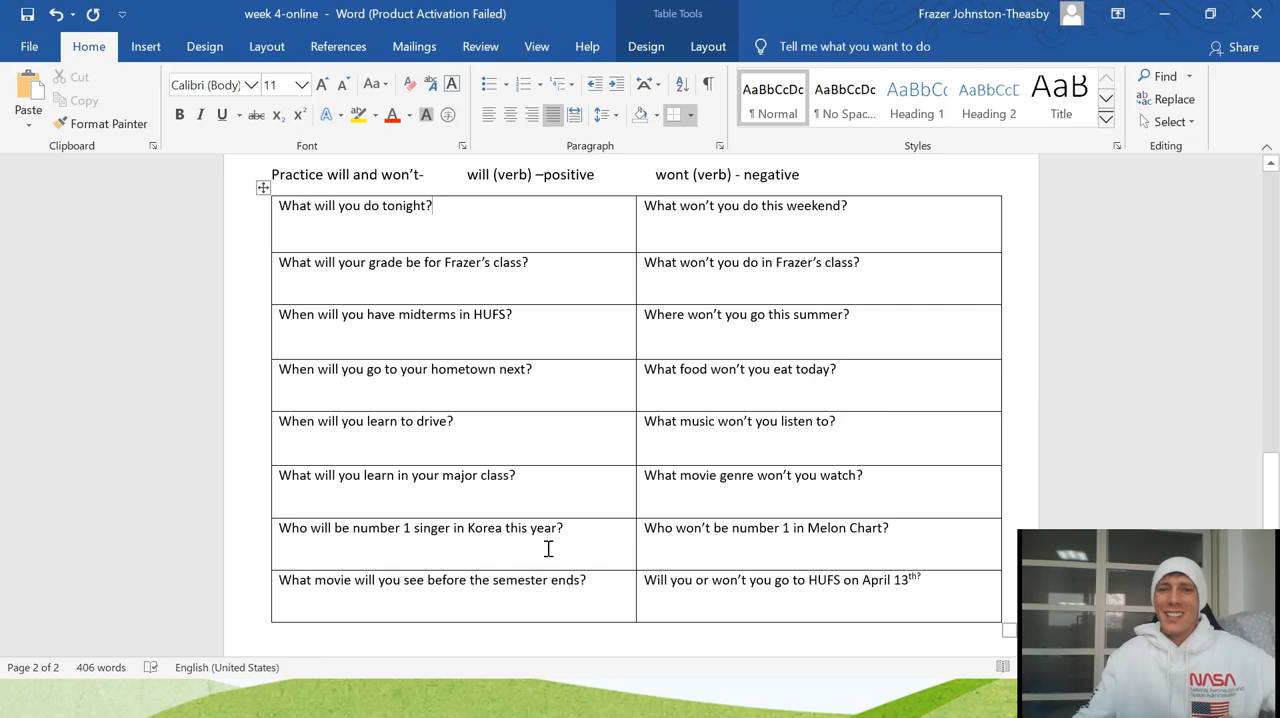 week 4-online - Word (Product Activation Failed)
Table Tools
Frazer Johnston-Theasby
File Home Insert Design Layout References Mailings Review View Help Design Layout Tell me what you want to do Share
Paste
Cut
Copy
Format Painter
Clipboard
Calibri (Body) 11
Font
Paragraph
AaBbCcDc AaBbCcDc AaBbCc AaBbCcD AaB
¶ Normal ¶ No Spac... Heading 1 Heading 2 Title
Styles
Find
Replace
Select
Editing
Practice will and won’t- will (verb) –positive wont (verb) - negative
What will you do tonight? What won’t you do this weekend?
What will your grade be for Frazer’s class? What won’t you do in Frazer’s class?
When will you have midterms in HUFS? Where won’t you go this summer?
When will you go to your hometown next? What food won’t you eat today?
When will you learn to drive? What music won’t you listen to?
What will you learn in your major class? What movie genre won’t you watch?
Who will be number 1 singer in Korea this year? Who won’t be number 1 in Melon Chart?
What movie will you see before the semester ends? Will you or won’t you go to HUFS on April 13th?
Page 2 of 2 406 words English (United States)
NASA